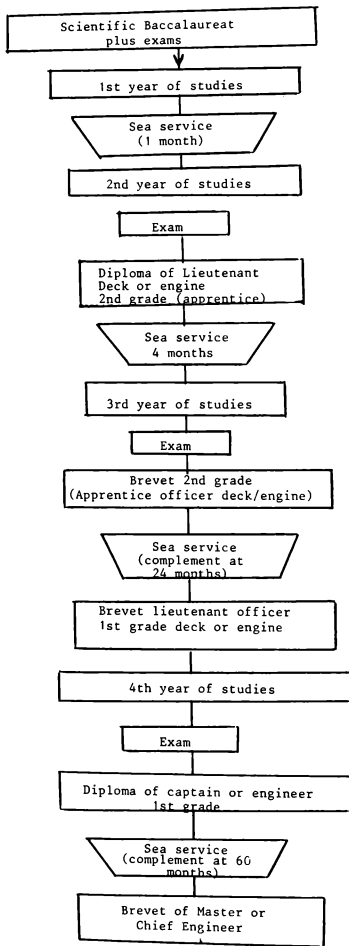 Scientific Baccalaureat
plus exams
1st year of studies
Sea service
(1 month)
2nd year of studies
Exam
Diploma of Lieutenant
Deck or engine
2nd grade (apprentice)
Sea service
4 months
3rd year of studies
Exam
Brevet 2nd grade
(Apprentice officer deck/engine)
Sea service
(complement at
24 months)
Brevet lieutenant officer
1st grade deck or engine
4th year of studies
Exam
Diploma of captain or engineer
1st grade
Sea service
(complement at 60
months)
Brevet of Master or
Chief Engineer